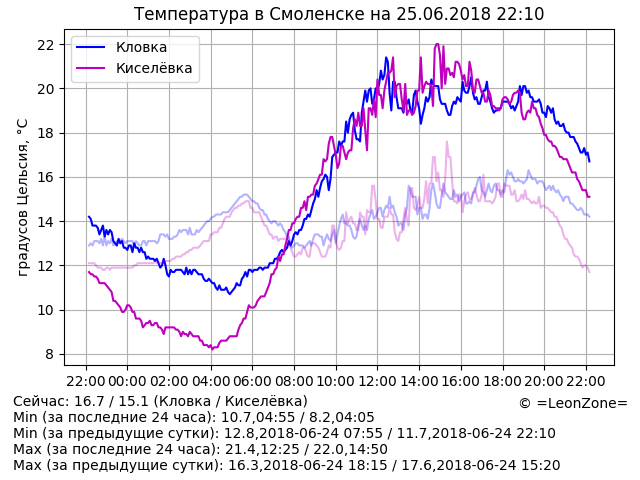 Температура в Смоленске на 25.06.2018 22:10
градусов Цельсия, °C
22
20
18
16
14
12
10
8
Кловка
Киселёвка
22:00 00:00 02:00 04:00 06:00 08:00 10:00 12:00 14:00 16:00 18:00 20:00 22:00
Сейчас: 16.7 / 15.1 (Кловка / Киселёвка)
© =LeonZone=
Min (за последние 24 часа): 10.7,04:55 / 8.2,04:05
Min (за предыдущие сутки): 12.8,2018-06-24 07:55 / 11.7,2018-06-24 22:10
Max (за последние 24 часа): 21.4,12:25 / 22.0,14:50
Max (за предыдущие сутки): 16.3,2018-06-24 18:15 / 17.6,2018-06-24 15:20